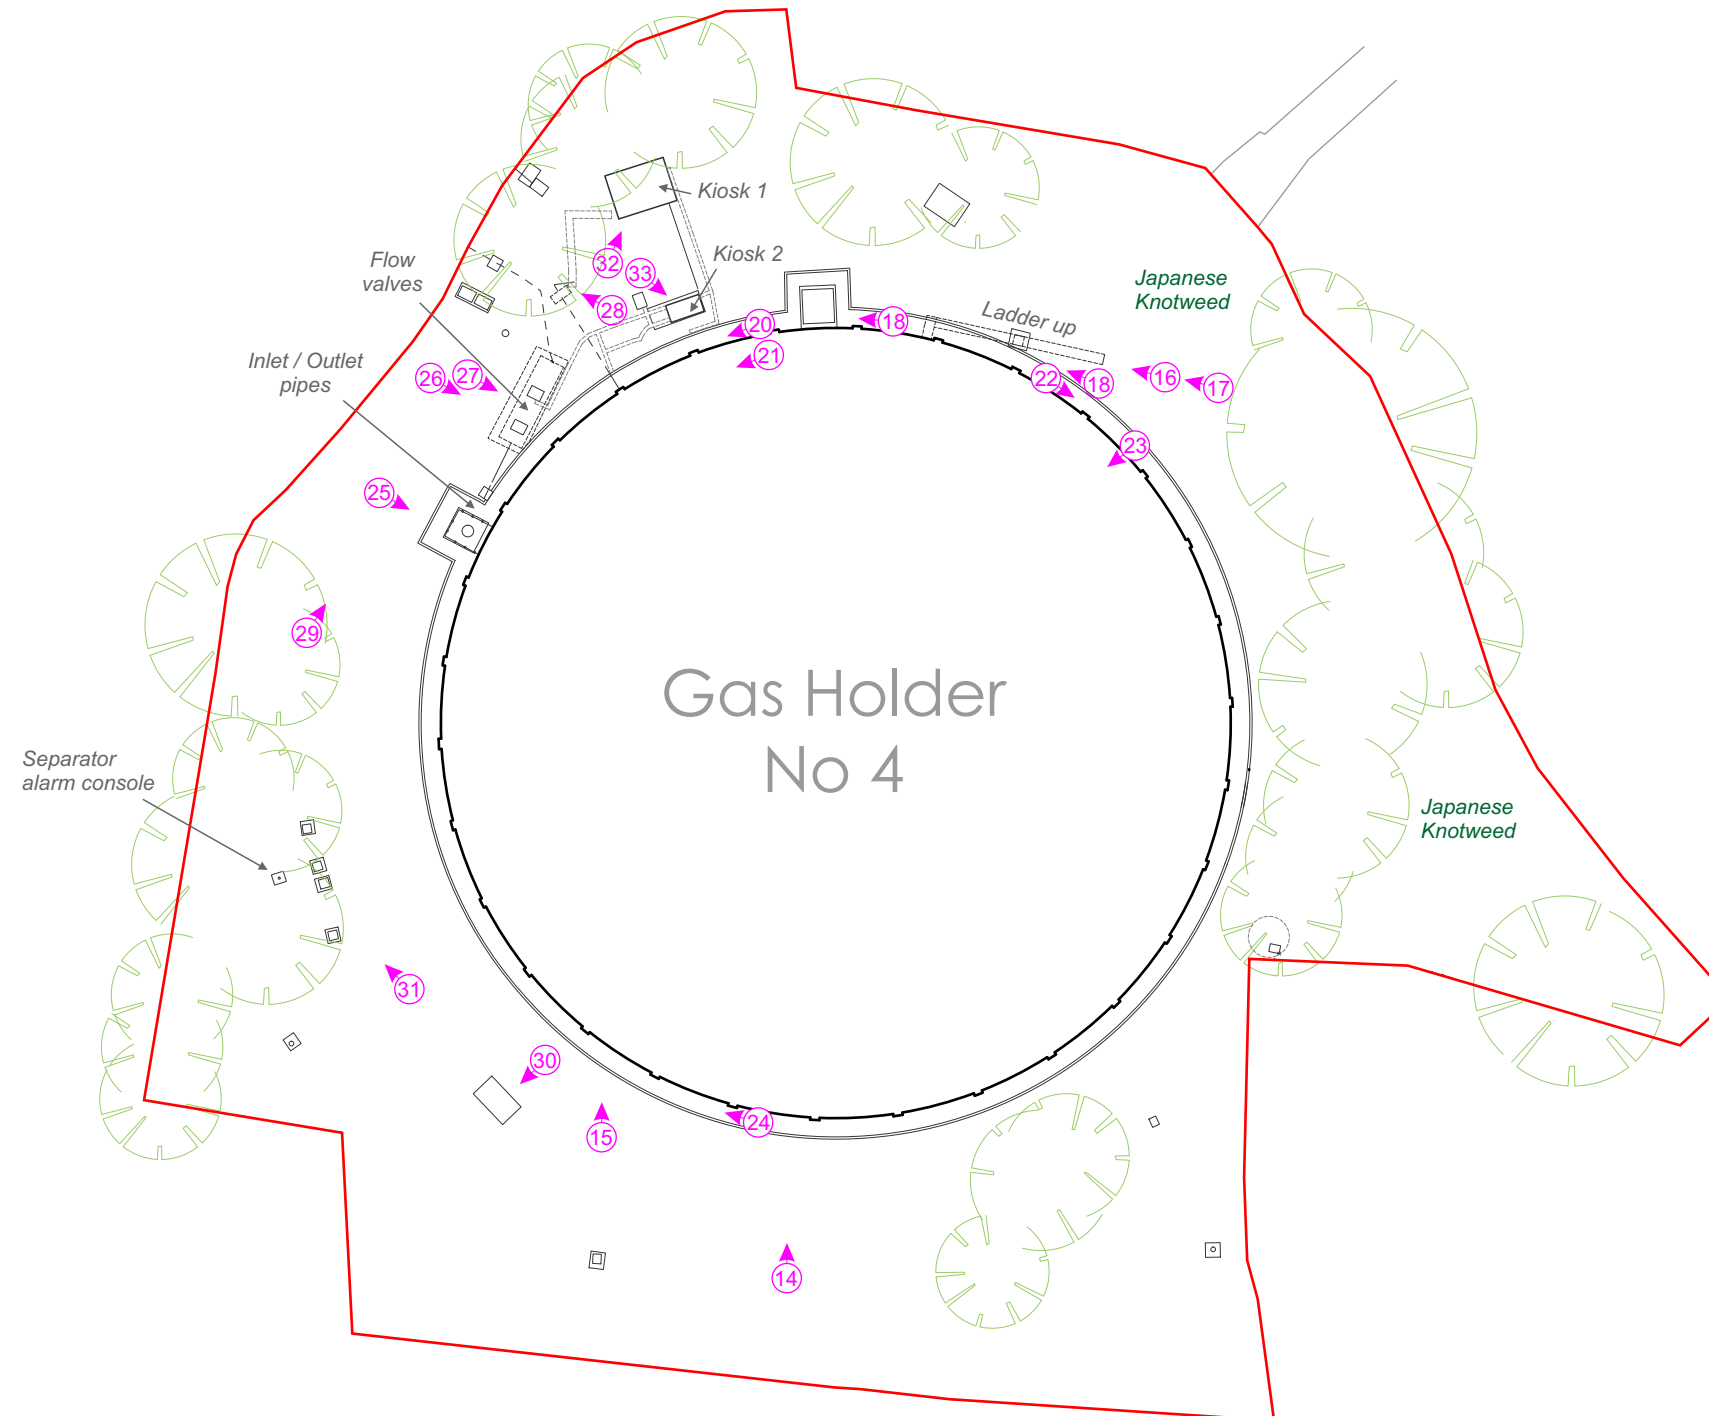 Kiosk 1
Flow
valves
Kiosk 2
32
33
28
Japanese
Knotweed
Ladder up
20
18
21
Inlet / Outlet
pipes
26
27
22
18
16
17
23
25
29
Gas Holder
No 4
Separator
alarm console
Japanese
Knotweed
31
30
15
24
14